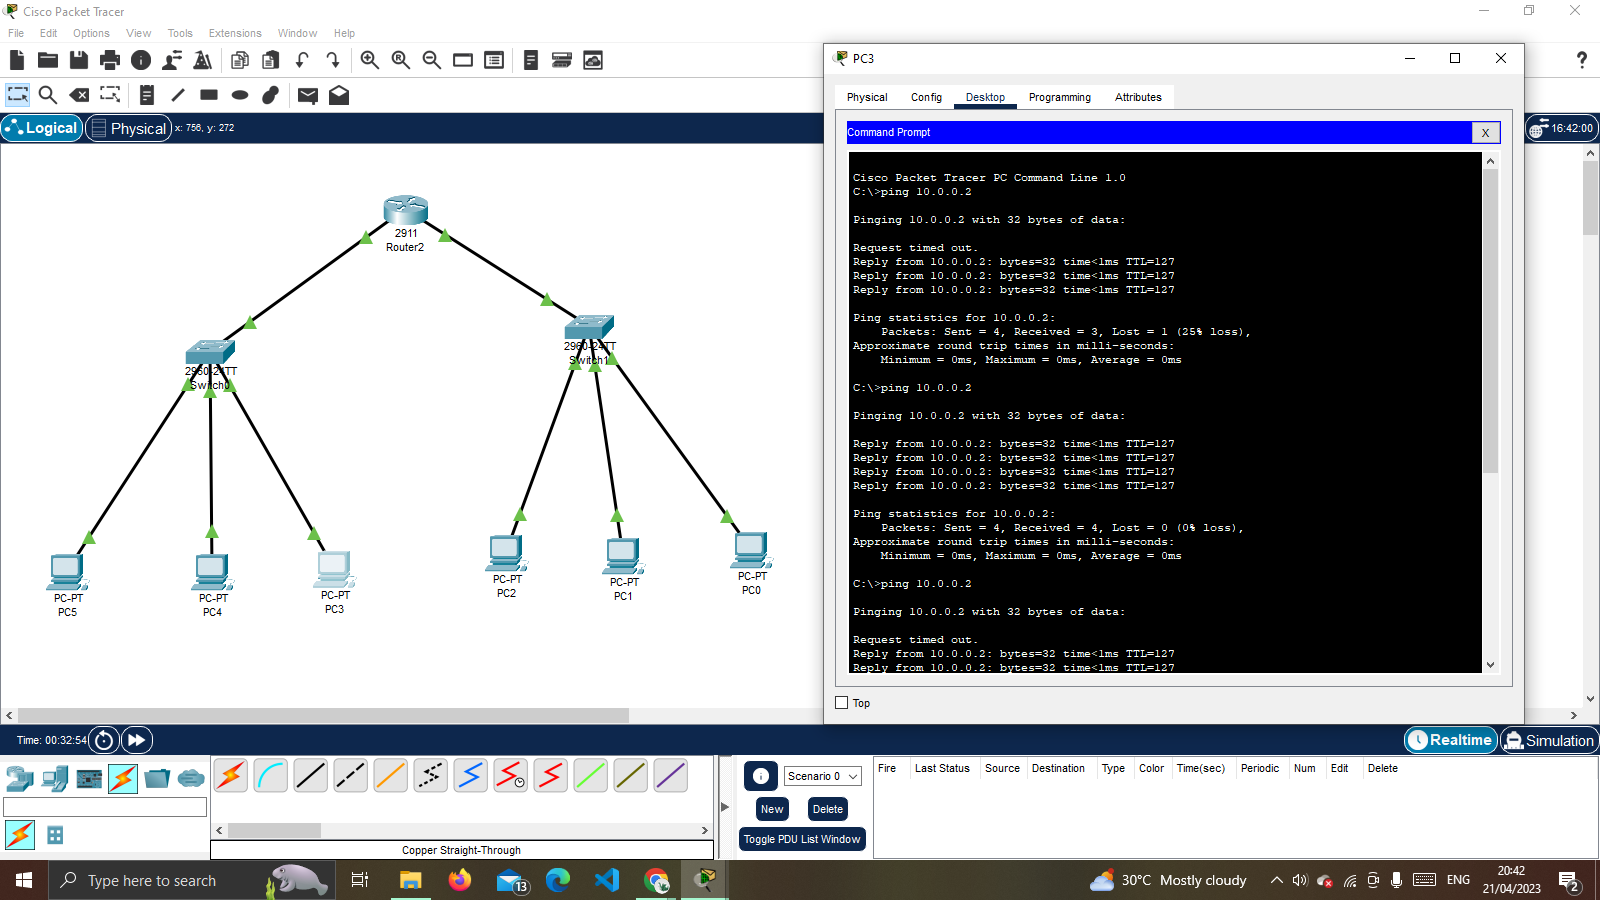 Cisco Packet Tracer
File Edit Options View Tools Extensions Window Help
Logical Physical x: 756, y: 272
16:42:00
2911
Router2
2960-24TT
Switch1
2950-24TT
Switch0
PC-PT
PC5
PC-PT
PC4
PC-PT
PC3
PC-PT
PC2
PC-PT
PC1
PC-PT
PC0
PC3
Physical Config Desktop Programming Attributes
Command Prompt X
Cisco Packet Tracer PC Command Line 1.0
C:\>ping 10.0.0.2
Pinging 10.0.0.2 with 32 bytes of data:
Request timed out.
Reply from 10.0.0.2: bytes=32 time<1ms TTL=127
Reply from 10.0.0.2: bytes=32 time<1ms TTL=127
Reply from 10.0.0.2: bytes=32 time<1ms TTL=127
Ping statistics for 10.0.0.2:
Packets: Sent = 4, Received = 3, Lost = 1 (25% loss),
Approximate round trip times in milli-seconds:
Minimum = 0ms, Maximum = 0ms, Average = 0ms
C:\>ping 10.0.0.2
Pinging 10.0.0.2 with 32 bytes of data:
Reply from 10.0.0.2: bytes=32 time<1ms TTL=127
Reply from 10.0.0.2: bytes=32 time<1ms TTL=127
Reply from 10.0.0.2: bytes=32 time<1ms TTL=127
Reply from 10.0.0.2: bytes=32 time<1ms TTL=127
Ping statistics for 10.0.0.2:
Packets: Sent = 4, Received = 4, Lost = 0 (0% loss),
Approximate round trip times in milli-seconds:
Minimum = 0ms, Maximum = 0ms, Average = 0ms
C:\>ping 10.0.0.2
Pinging 10.0.0.2 with 32 bytes of data:
Request timed out.
Reply from 10.0.0.2: bytes=32 time<1ms TTL=127
Reply from 10.0.0.2: bytes=32 time<1ms TTL=127
Top
Time: 00:32:54
Realtime Simulation
Scenario 0
New Delete
Toggle PDU List Window
Fire Last Status Source Destination Type Color Time(sec) Periodic Num Edit Delete
Copper Straight-Through
Type here to search
13
30°C Mostly cloudy
ENG
20:42
21/04/2023
2